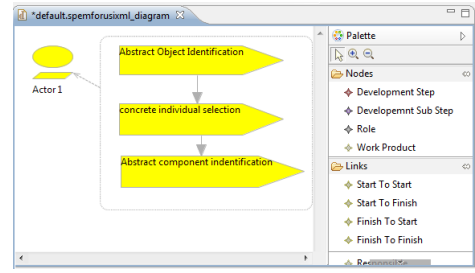 *default.spemforusixml_diagram
Abstract Object Identification
Actor 1
concrete individual selection
Abstract component indentification
Palette
Nodes
Development Step
Developemnt Sub Step
Role
Work Product
Links
Start To Start
Start To Finish
Finish To Start
Finish To Finish